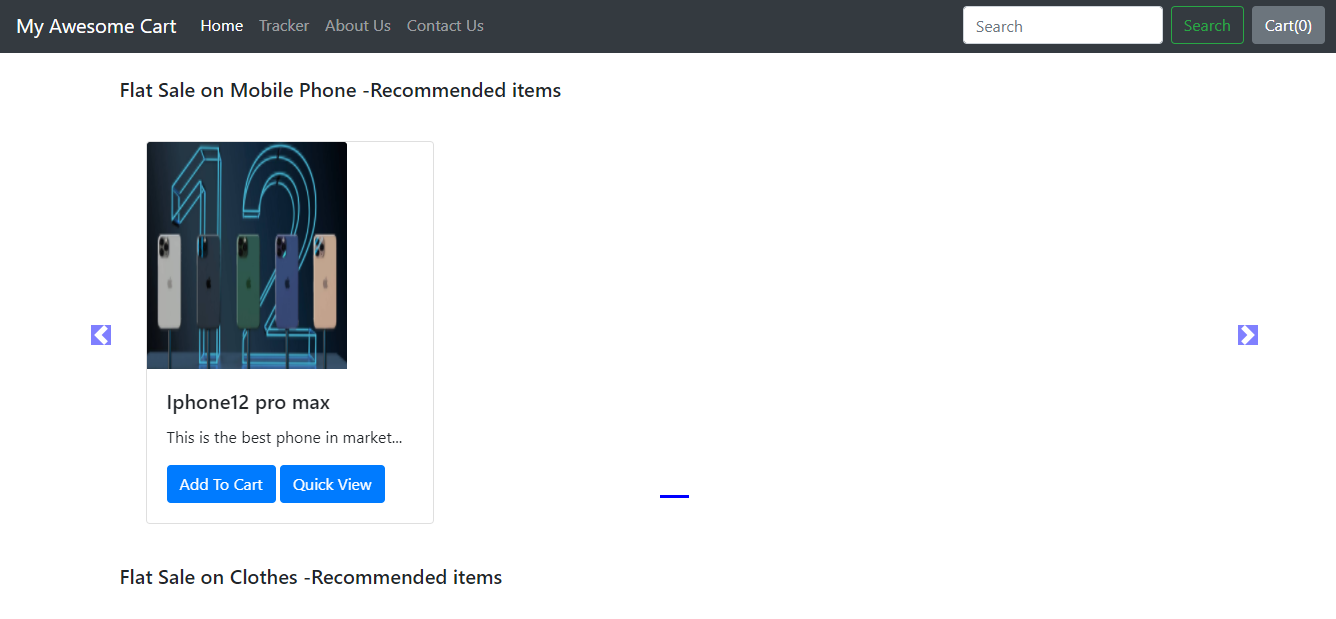 My Awesome Cart Home Tracker About Us Contact Us Search Search Cart(0)
Flat Sale on Mobile Phone -Recommended items
12
Iphone12 pro max
This is the best phone in market...
Add To Cart Quick View
Flat Sale on Clothes -Recommended items